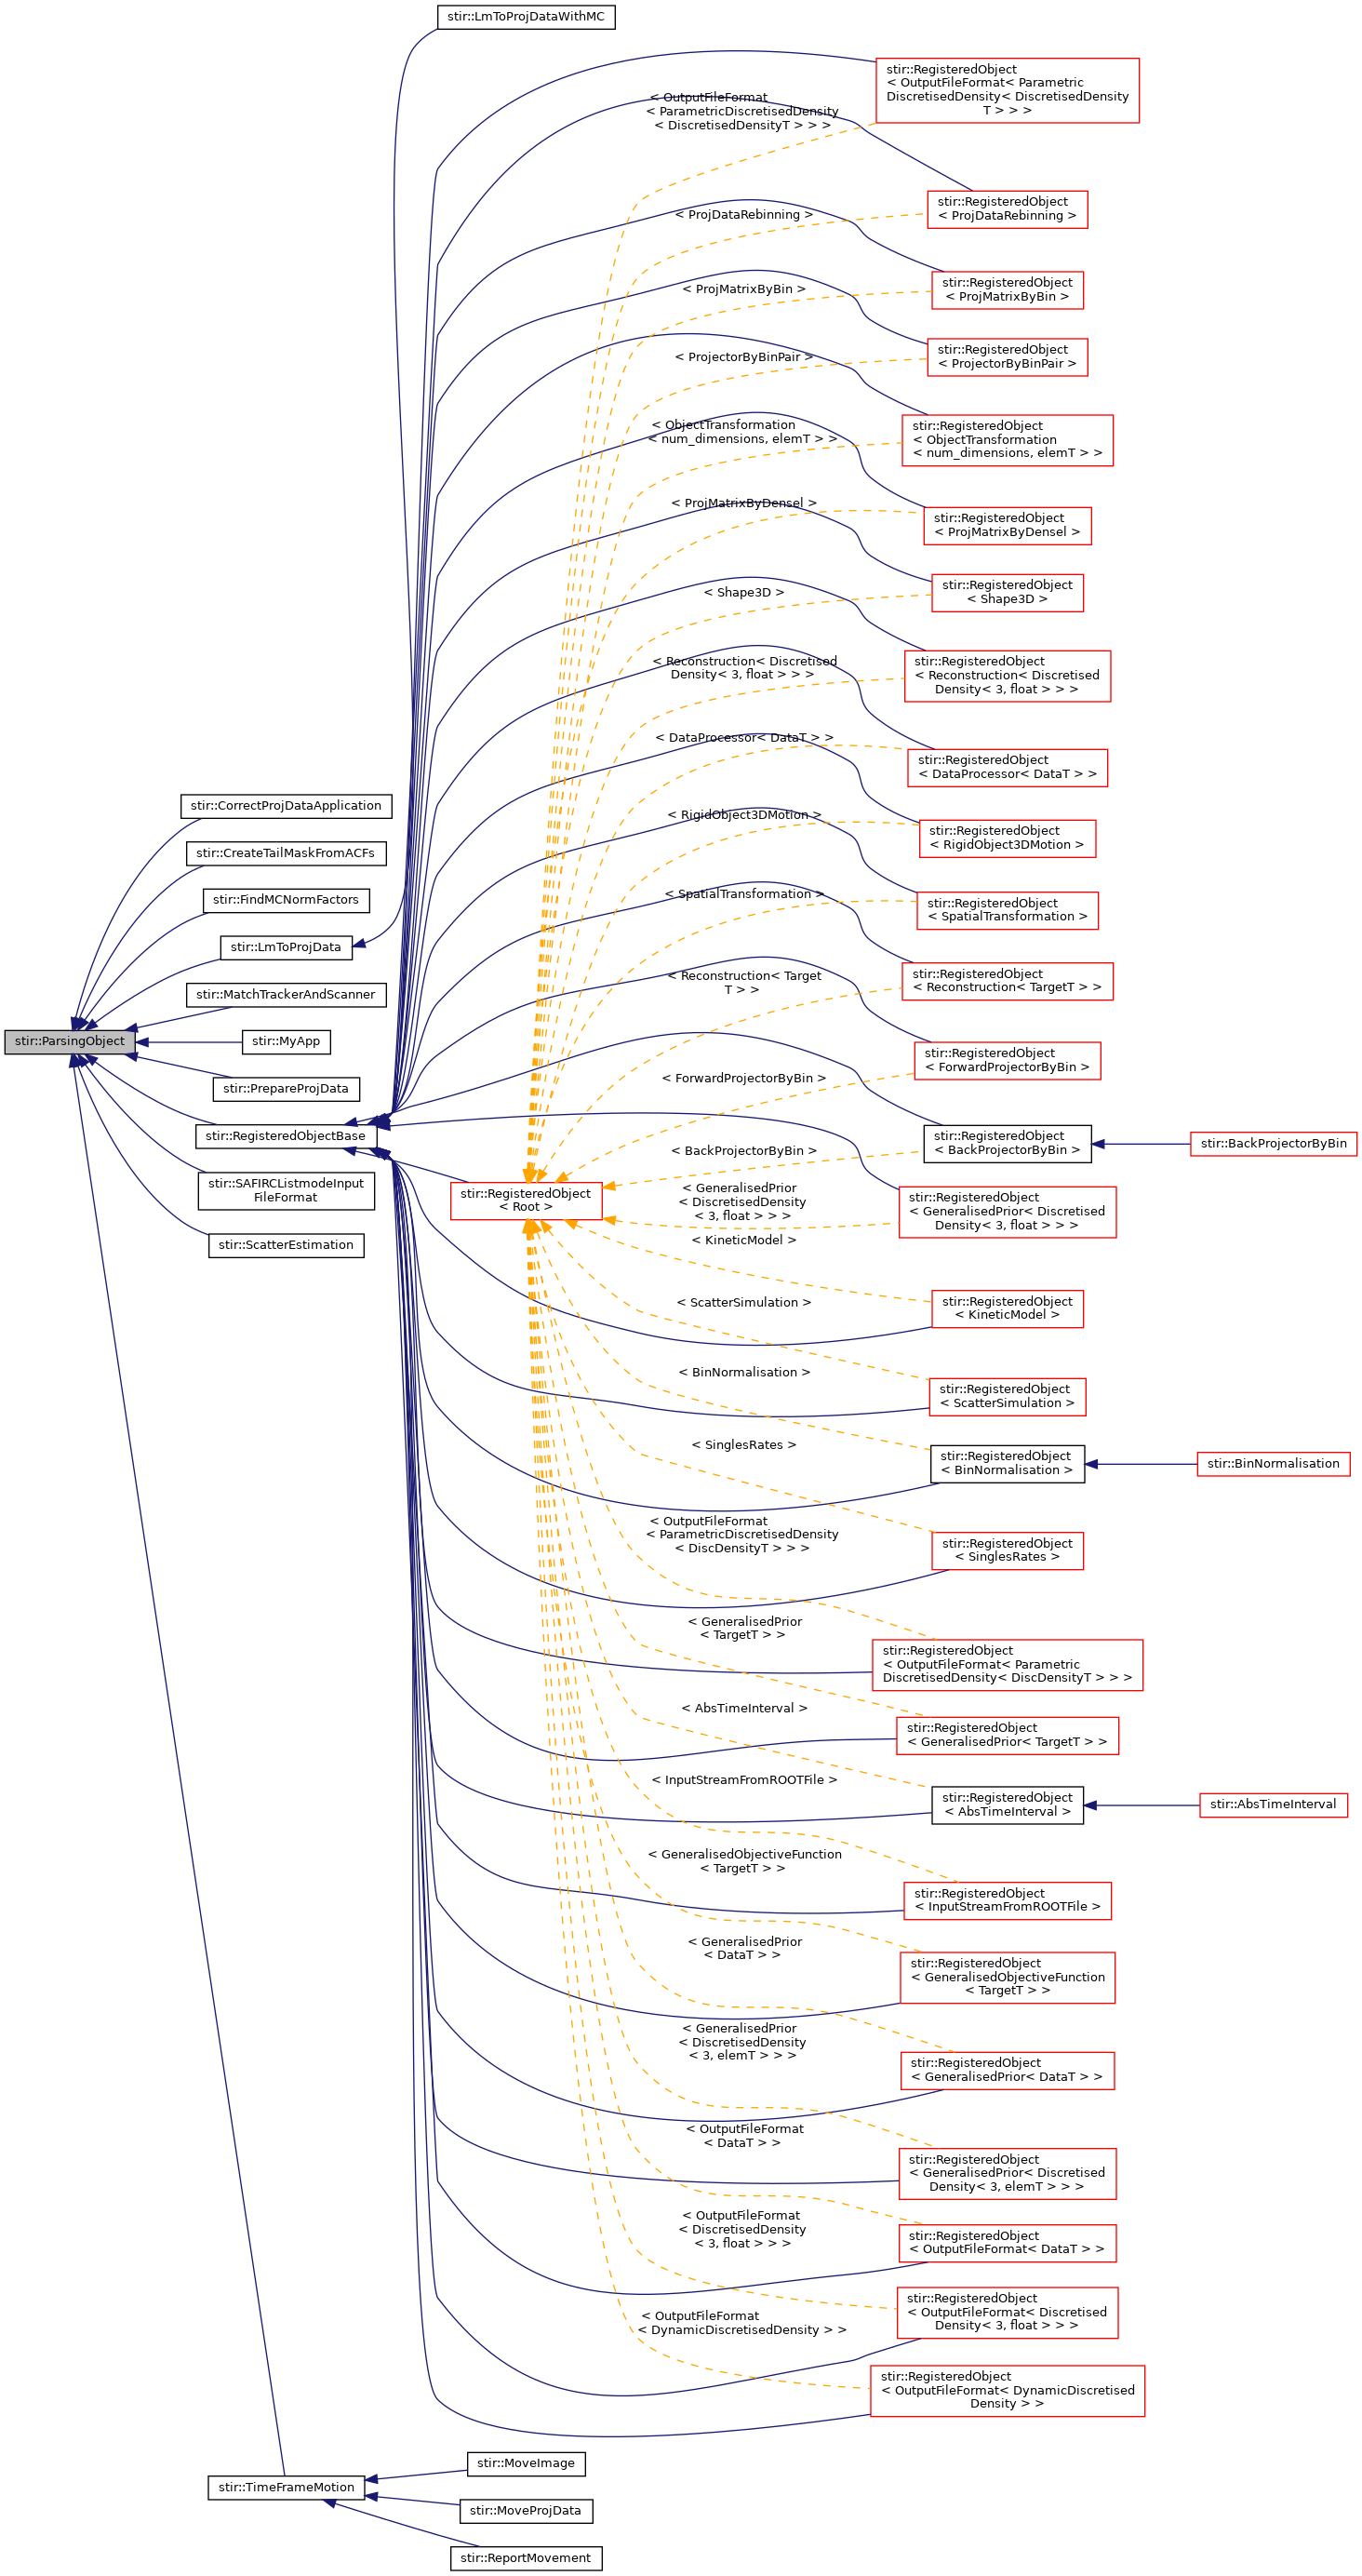 stir::LmToProjDataWithMC
stir::RegisteredObject
< OutputFileFormat< Parametric
DiscretisedDensity< DiscretisedDensity
T > > >
< OutputFileFormat
< ParametricDiscretisedDensity
< DiscretisedDensityT > > >
stir::RegisteredObject
< ProjDataRebinning >
< ProjDataRebinning >
stir::RegisteredObject
< ProjMatrixByBin >
< ProjMatrixByBin >
stir::RegisteredObject
< ProjectorByBinPair >
< ProjectorByBinPair >
stir::RegisteredObject
< ObjectTransformation
< num_dimensions, elemT > >
< ObjectTransformation
< num_dimensions, elemT > >
stir::RegisteredObject
< ProjMatrixByDensel >
< ProjMatrixByDensel >
stir::RegisteredObject
< Shape3D >
< Shape3D >
stir::RegisteredObject
< Reconstruction< Discretised
Density< 3, float > > >
< Reconstruction< Discretised
Density< 3, float > > >
stir::RegisteredObject
< DataProcessor< DataT > >
< DataProcessor< DataT > >
stir::RegisteredObject
< RigidObject3DMotion >
< RigidObject3DMotion >
stir::RegisteredObject
< SpatialTransformation >
< SpatialTransformation >
stir::RegisteredObject
< Reconstruction< TargetT > >
< Reconstruction< Target
T > >
stir::CorrectProjDataApplication
stir::CreateTailMaskFromACFs
stir::FindMCNormFactors
stir::LmToProjData
stir::MatchTrackerAndScanner
stir::ParsingObject
stir::MyApp
stir::PrepareProjData
stir::RegisteredObjectBase
stir::SAFIRCListmodeInput
FileFormat
stir::ScatterEstimation
stir::RegisteredObject
< Root >
stir::RegisteredObject
< ForwardProjectorByBin >
< ForwardProjectorByBin >
stir::RegisteredObject
< BackProjectorByBin >
< BackProjectorByBin >
stir::BackProjectorByBin
stir::RegisteredObject
< GeneralisedPrior< Discretised
Density< 3, float > > >
< GeneralisedPrior
< DiscretisedDensity
< 3, float > > >
< KineticModel >
stir::RegisteredObject
< KineticModel >
< ScatterSimulation >
stir::RegisteredObject
< ScatterSimulation >
< BinNormalisation >
stir::RegisteredObject
< BinNormalisation >
stir::BinNormalisation
< SinglesRates >
stir::RegisteredObject
< SinglesRates >
< OutputFileFormat
< ParametricDiscretisedDensity
< DiscDensityT > > >
stir::RegisteredObject
< OutputFileFormat< Parametric
DiscretisedDensity< DiscDensityT > > >
< GeneralisedPrior
< TargetT > >
stir::RegisteredObject
< GeneralisedPrior< TargetT > >
< AbsTimeInterval >
stir::RegisteredObject
< AbsTimeInterval >
stir::AbsTimeInterval
< InputStreamFromROOTFile >
stir::RegisteredObject
< InputStreamFromROOTFile >
< GeneralisedObjectiveFunction
< TargetT > >
stir::RegisteredObject
< GeneralisedObjectiveFunction
< TargetT > >
< GeneralisedPrior
< DataT > >
stir::RegisteredObject
< GeneralisedPrior< DataT > >
< GeneralisedPrior
< DiscretisedDensity
< 3, elemT > > >
stir::RegisteredObject
< GeneralisedPrior< Discretised
Density< 3, elemT > > >
< OutputFileFormat
< DataT > >
stir::RegisteredObject
< OutputFileFormat< DataT > >
< OutputFileFormat
< DiscretisedDensity
< 3, float > > >
stir::RegisteredObject
< OutputFileFormat< Discretised
Density< 3, float > > >
< OutputFileFormat
< DynamicDiscretisedDensity > >
stir::RegisteredObject
< OutputFileFormat< DynamicDiscretised
Density > >
stir::TimeFrameMotion
stir::MoveImage
stir::MoveProjData
stir::ReportMovement